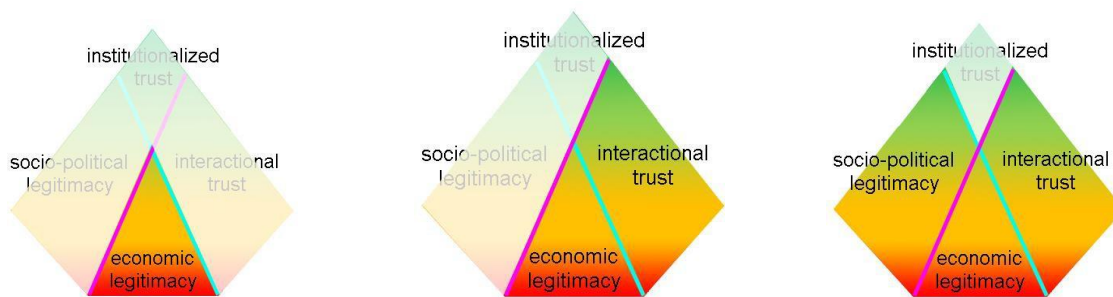 institutionalized
trust
socio-political
legitimacy
interactional
trust
economic
legitimacy
institutionalized
trust
socio-political
legitimacy
interactional
trust
economic
legitimacy
institutionalized
trust
socio-political
legitimacy
interactional
trust
economic
legitimacy